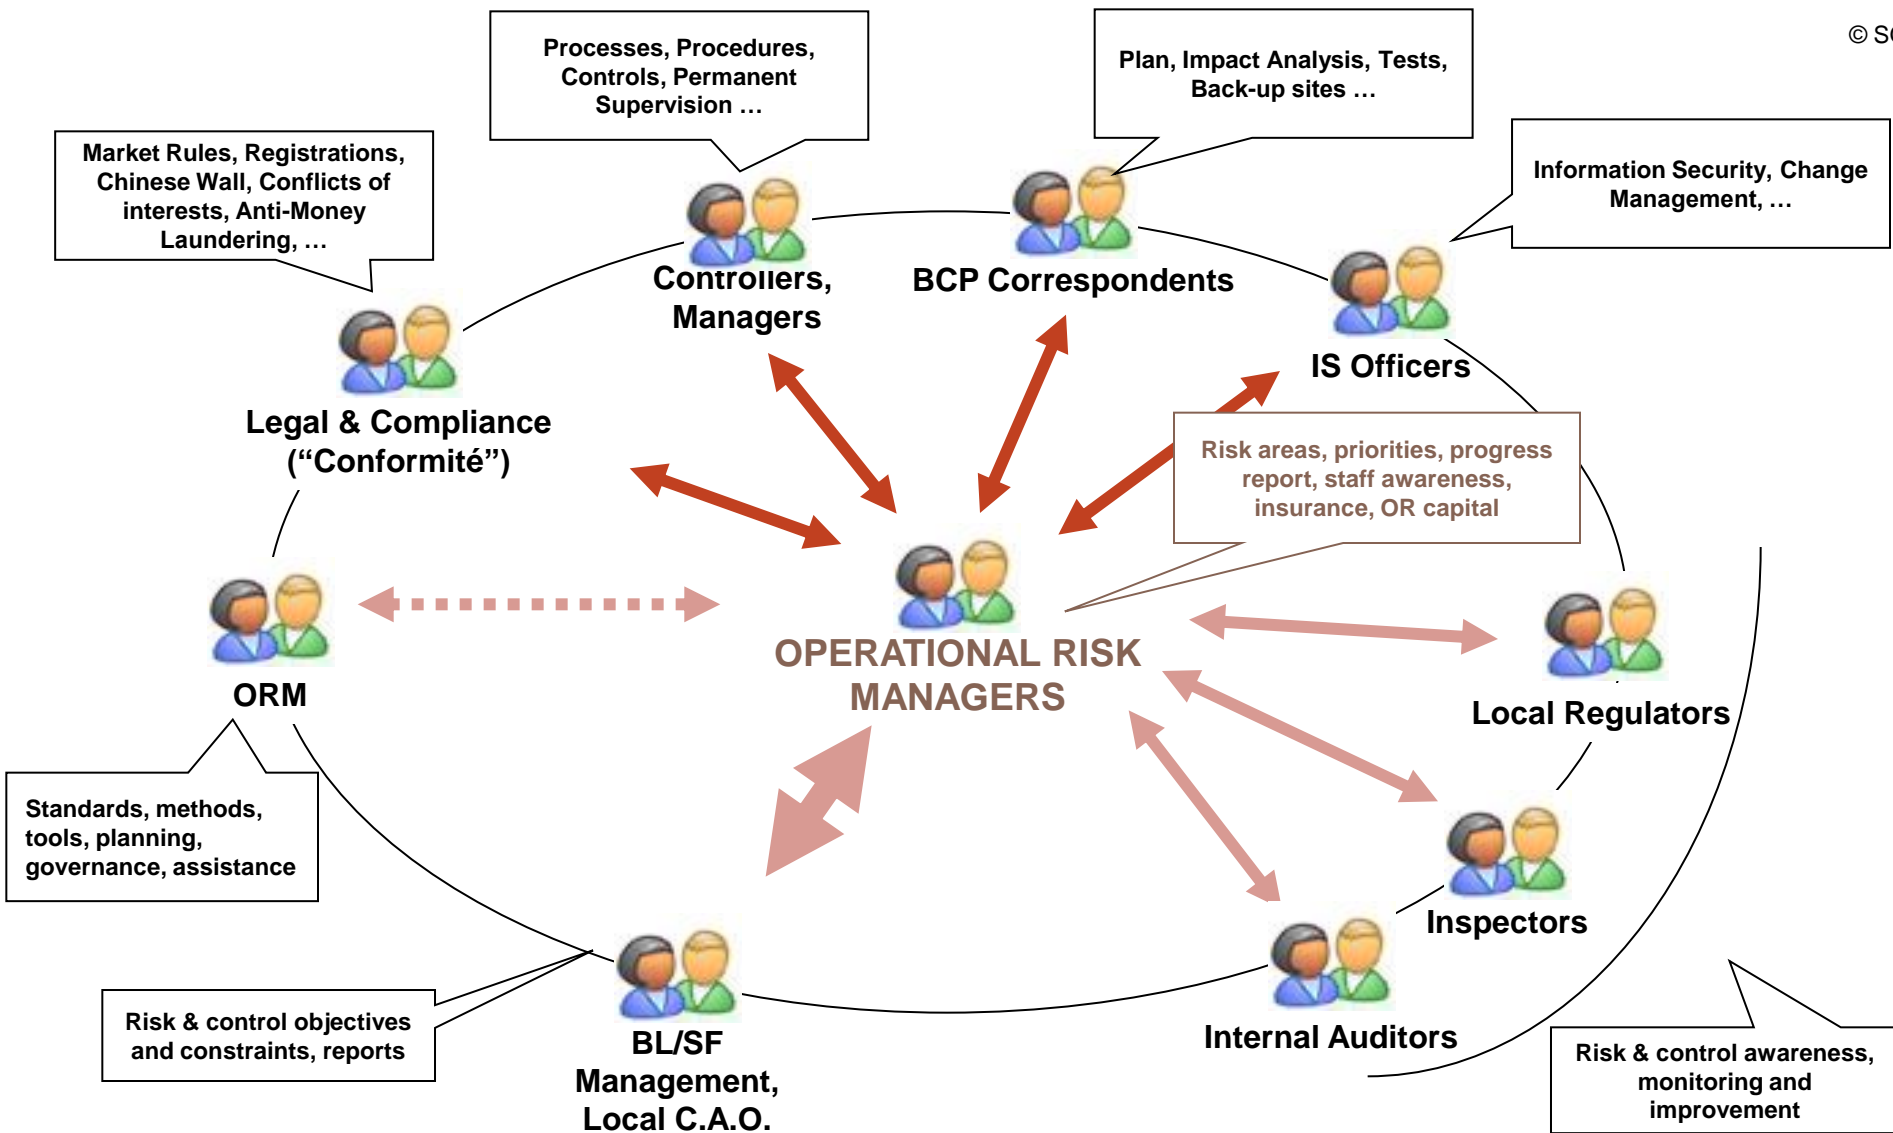 © SG
Processes, Procedures,
Controls, Permanent
Supervision …
Plan, Impact Analysis, Tests,
Back-up sites …
Market Rules, Registrations,
Chinese Wall, Conflicts of
interests, Anti-Money
Laundering, …
Information Security, Change
Management, …
Controllers,
Managers
BCP Correspondents
IS Officers
Legal & Compliance
(“Conformité”)
Risk areas, priorities, progress
report, staff awareness,
insurance, OR capital
OPERATIONAL RISK
MANAGERS
ORM
Local Regulators
Standards, methods,
tools, planning,
governance, assistance
Inspectors
Risk & control objectives
and constraints, reports
BL/SF
Management,
Local C.A.O.
Internal Auditors
Risk & control awareness,
monitoring and
improvement